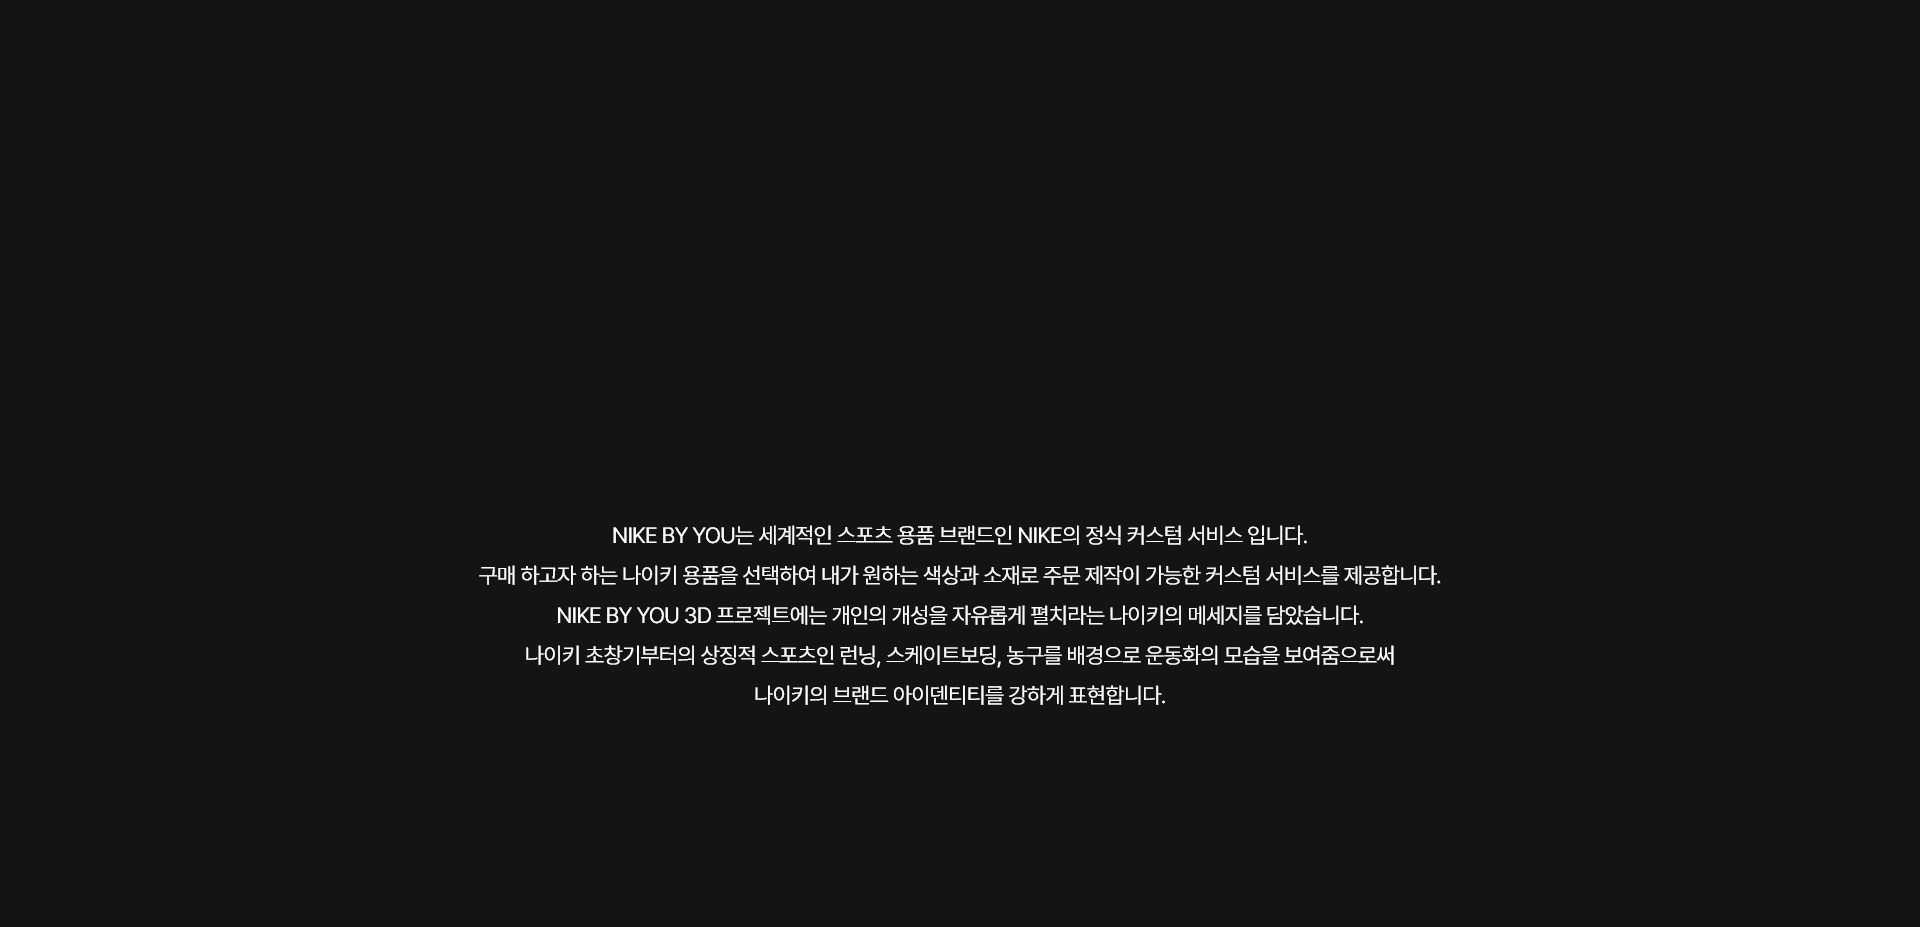 NIKE BY YOU는 세계적인 스포츠 용품 브랜드인 NIKE의 정식 커스텀 서비스 입니다.
구매 하고자 하는 나이키 용품을 선택하여 내가 원하는 색상과 소재로 주문 제작이 가능한 커스텀 서비스를 제공합니다.
NIKE BY YOU 3D 프로젝트에는 개인의 개성을 자유롭게 펼치라는 나이키의 메세지를 담았습니다.
나이키 초창기부터의 상징적 스포츠인 런닝, 스케이트보딩, 농구를 배경으로 운동화의 모습을 보여줌으로써
나이키의 브랜드 아이덴티티를 강하게 표현합니다.